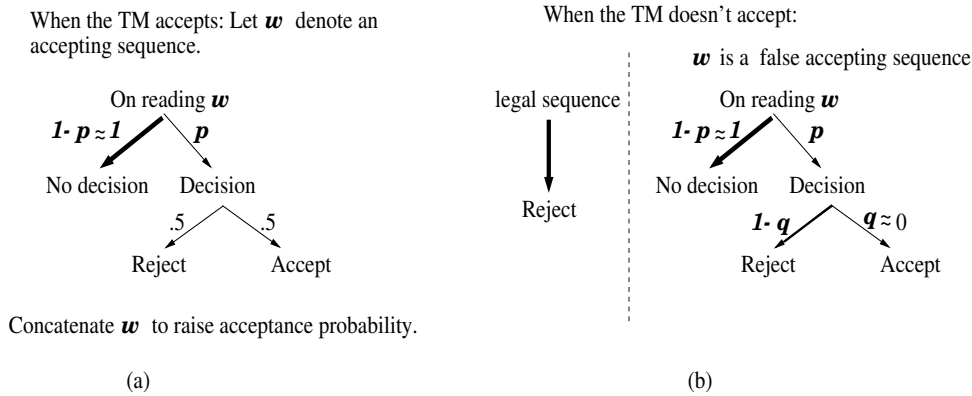 When the TM accepts: Let w denote an
accepting sequence.
On reading w
1- p ≈ 1
p
No decision
Decision
.5
.5
Reject
Accept
Concatenate w to raise acceptance probability.
(a)
When the TM doesn't accept:
legal sequence
Reject
w is a false accepting sequence
On reading w
1- p ≈ 1
p
No decision
Decision
1- q
q ≈ 0
Reject
Accept
(b)